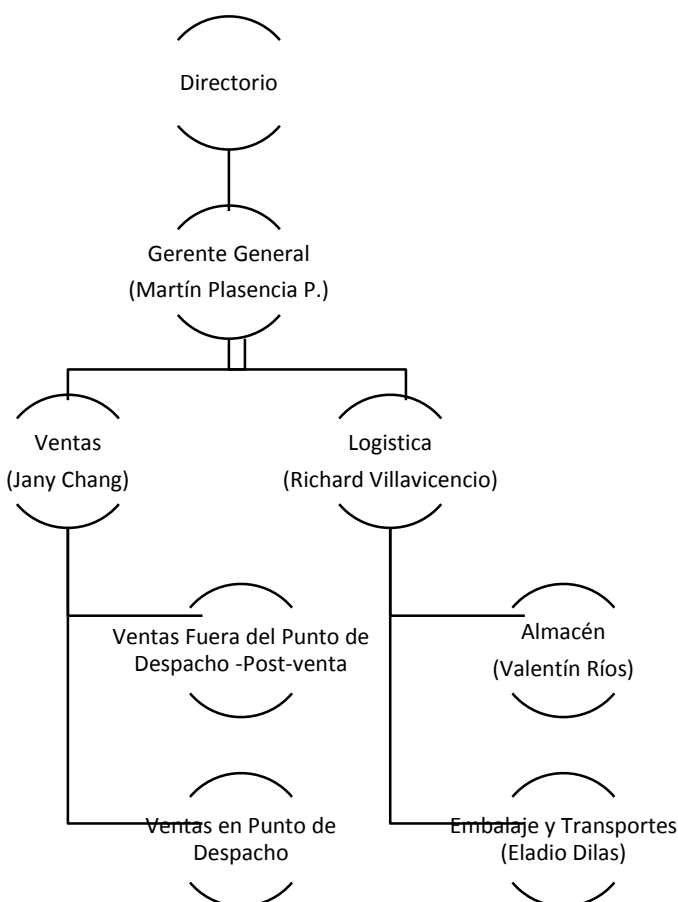 Directorio
Gerente General
(Martín Plasencia P.)
Ventas
(Jany Chang)
Logistica
(Richard Villavicencio)
Ventas Fuera del Punto de
Despacho -Post-venta
Almacén
(Valentín Ríos)
Ventas en Punto de
Despacho
Embalaje y Transportes
(Eladio Dilas)